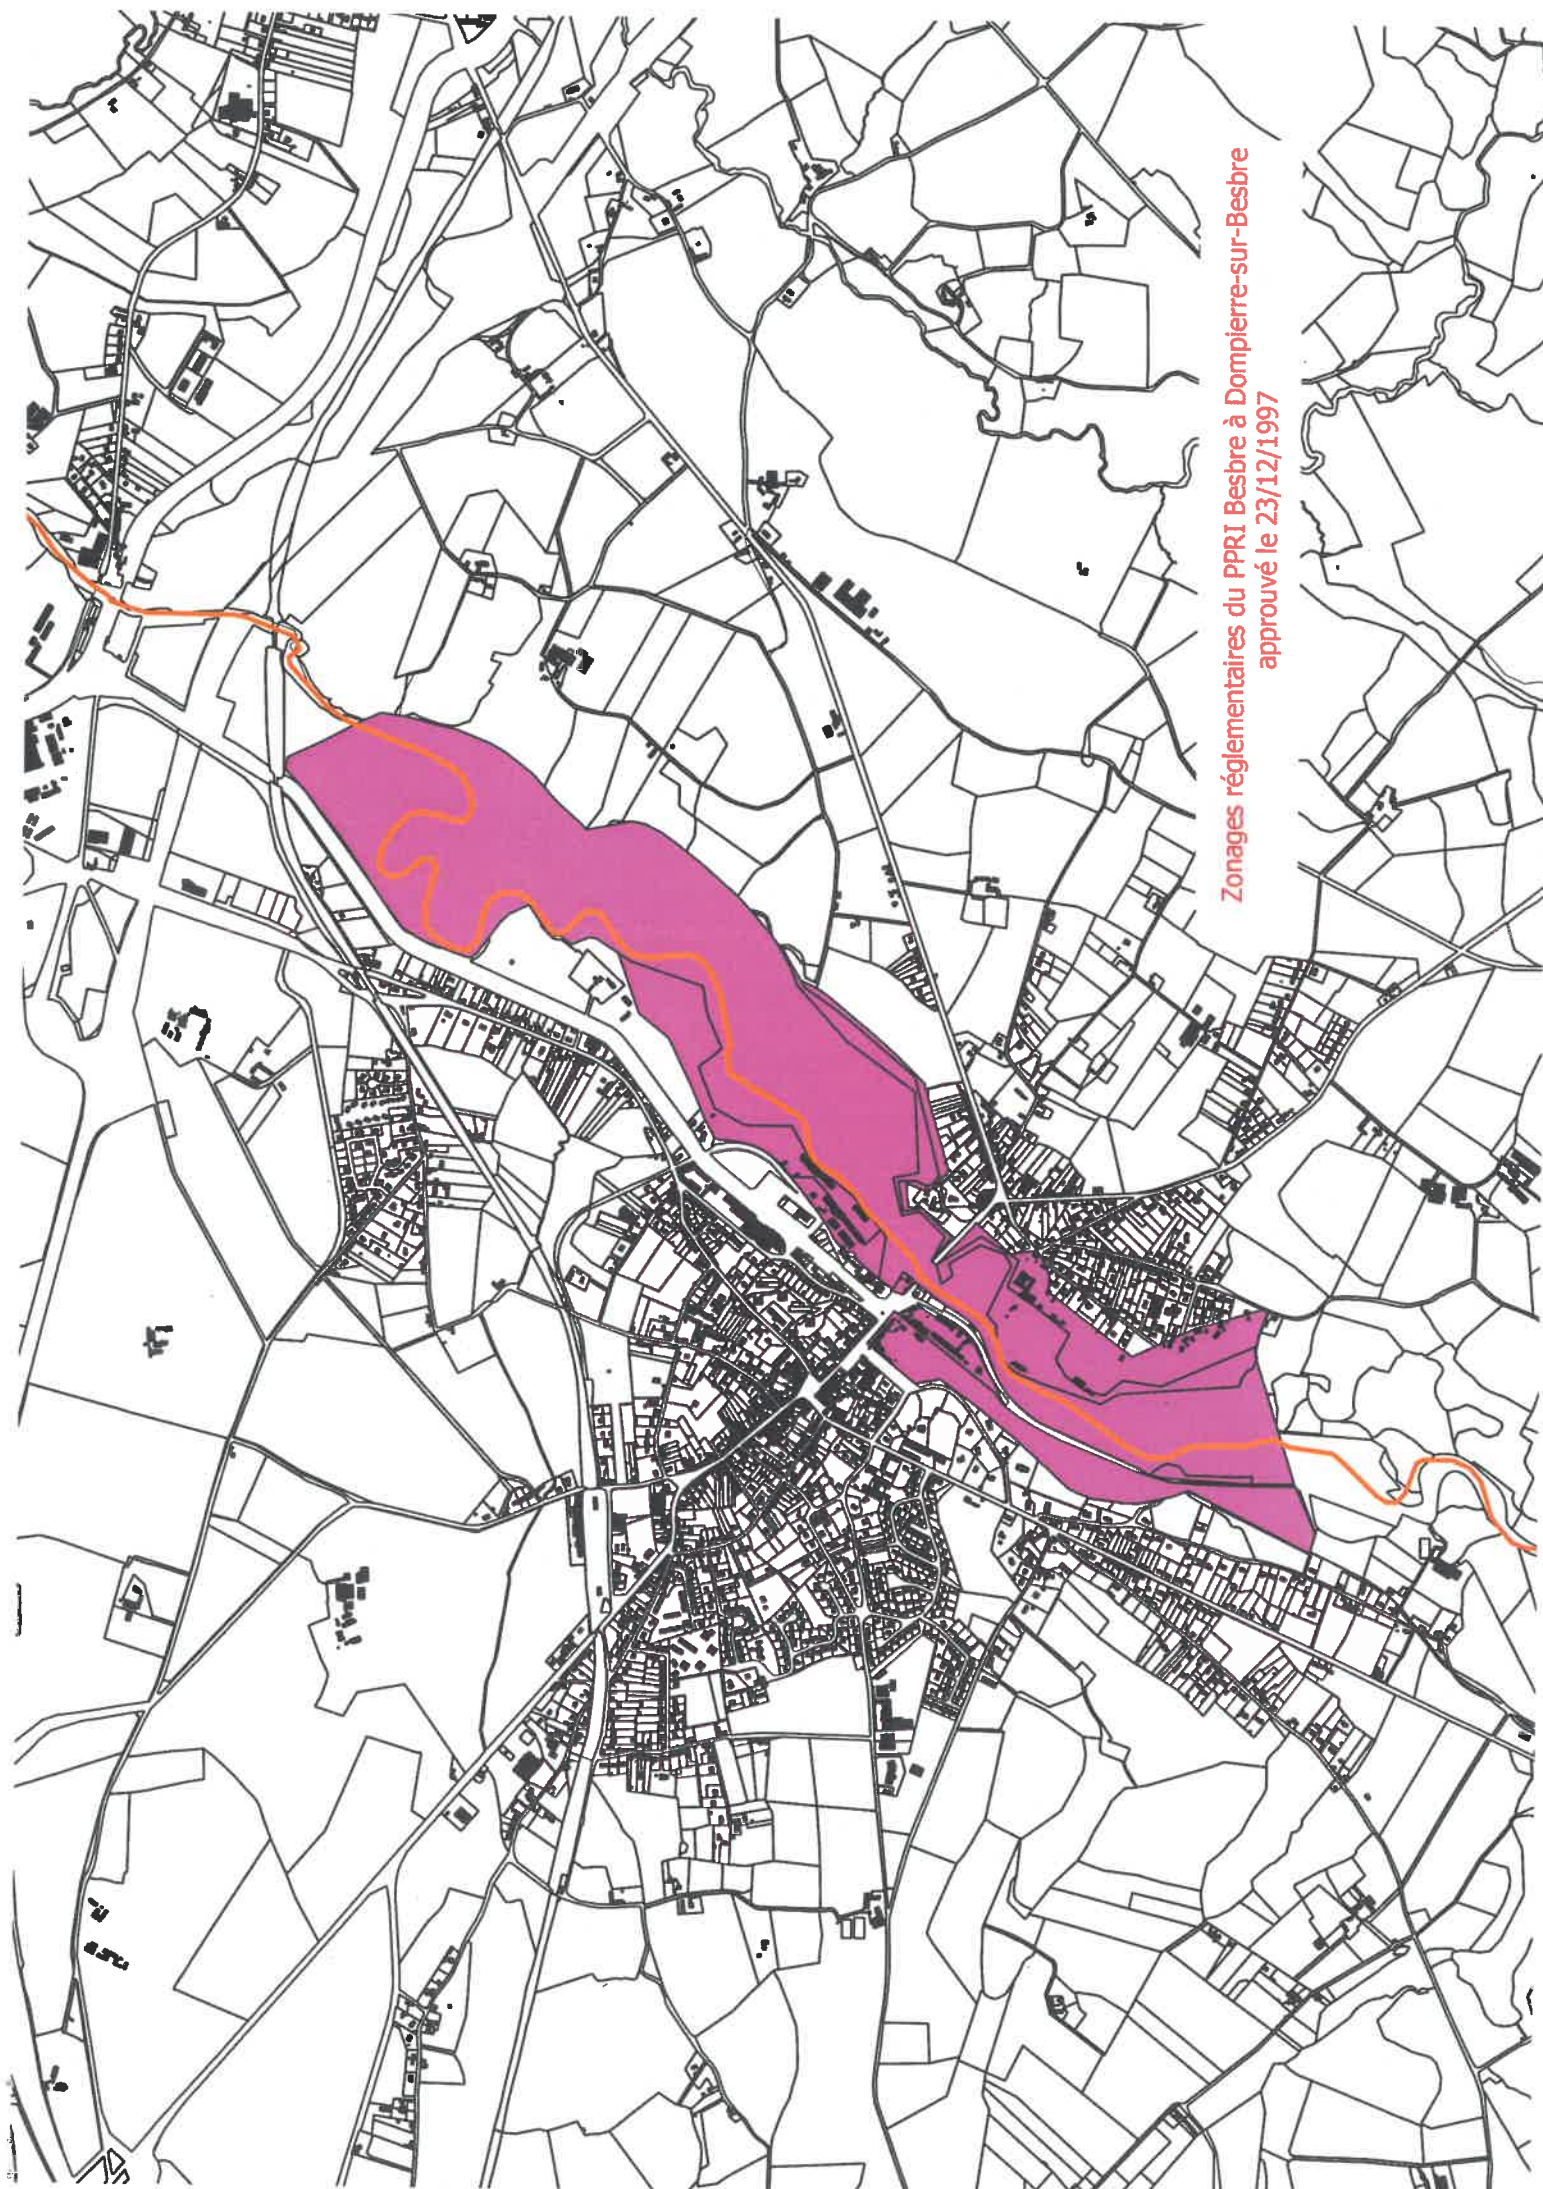 Zonages réglementaires du PPRI Besbre à Dompierre-sur-Besbre
approuvé le 23/12/1997